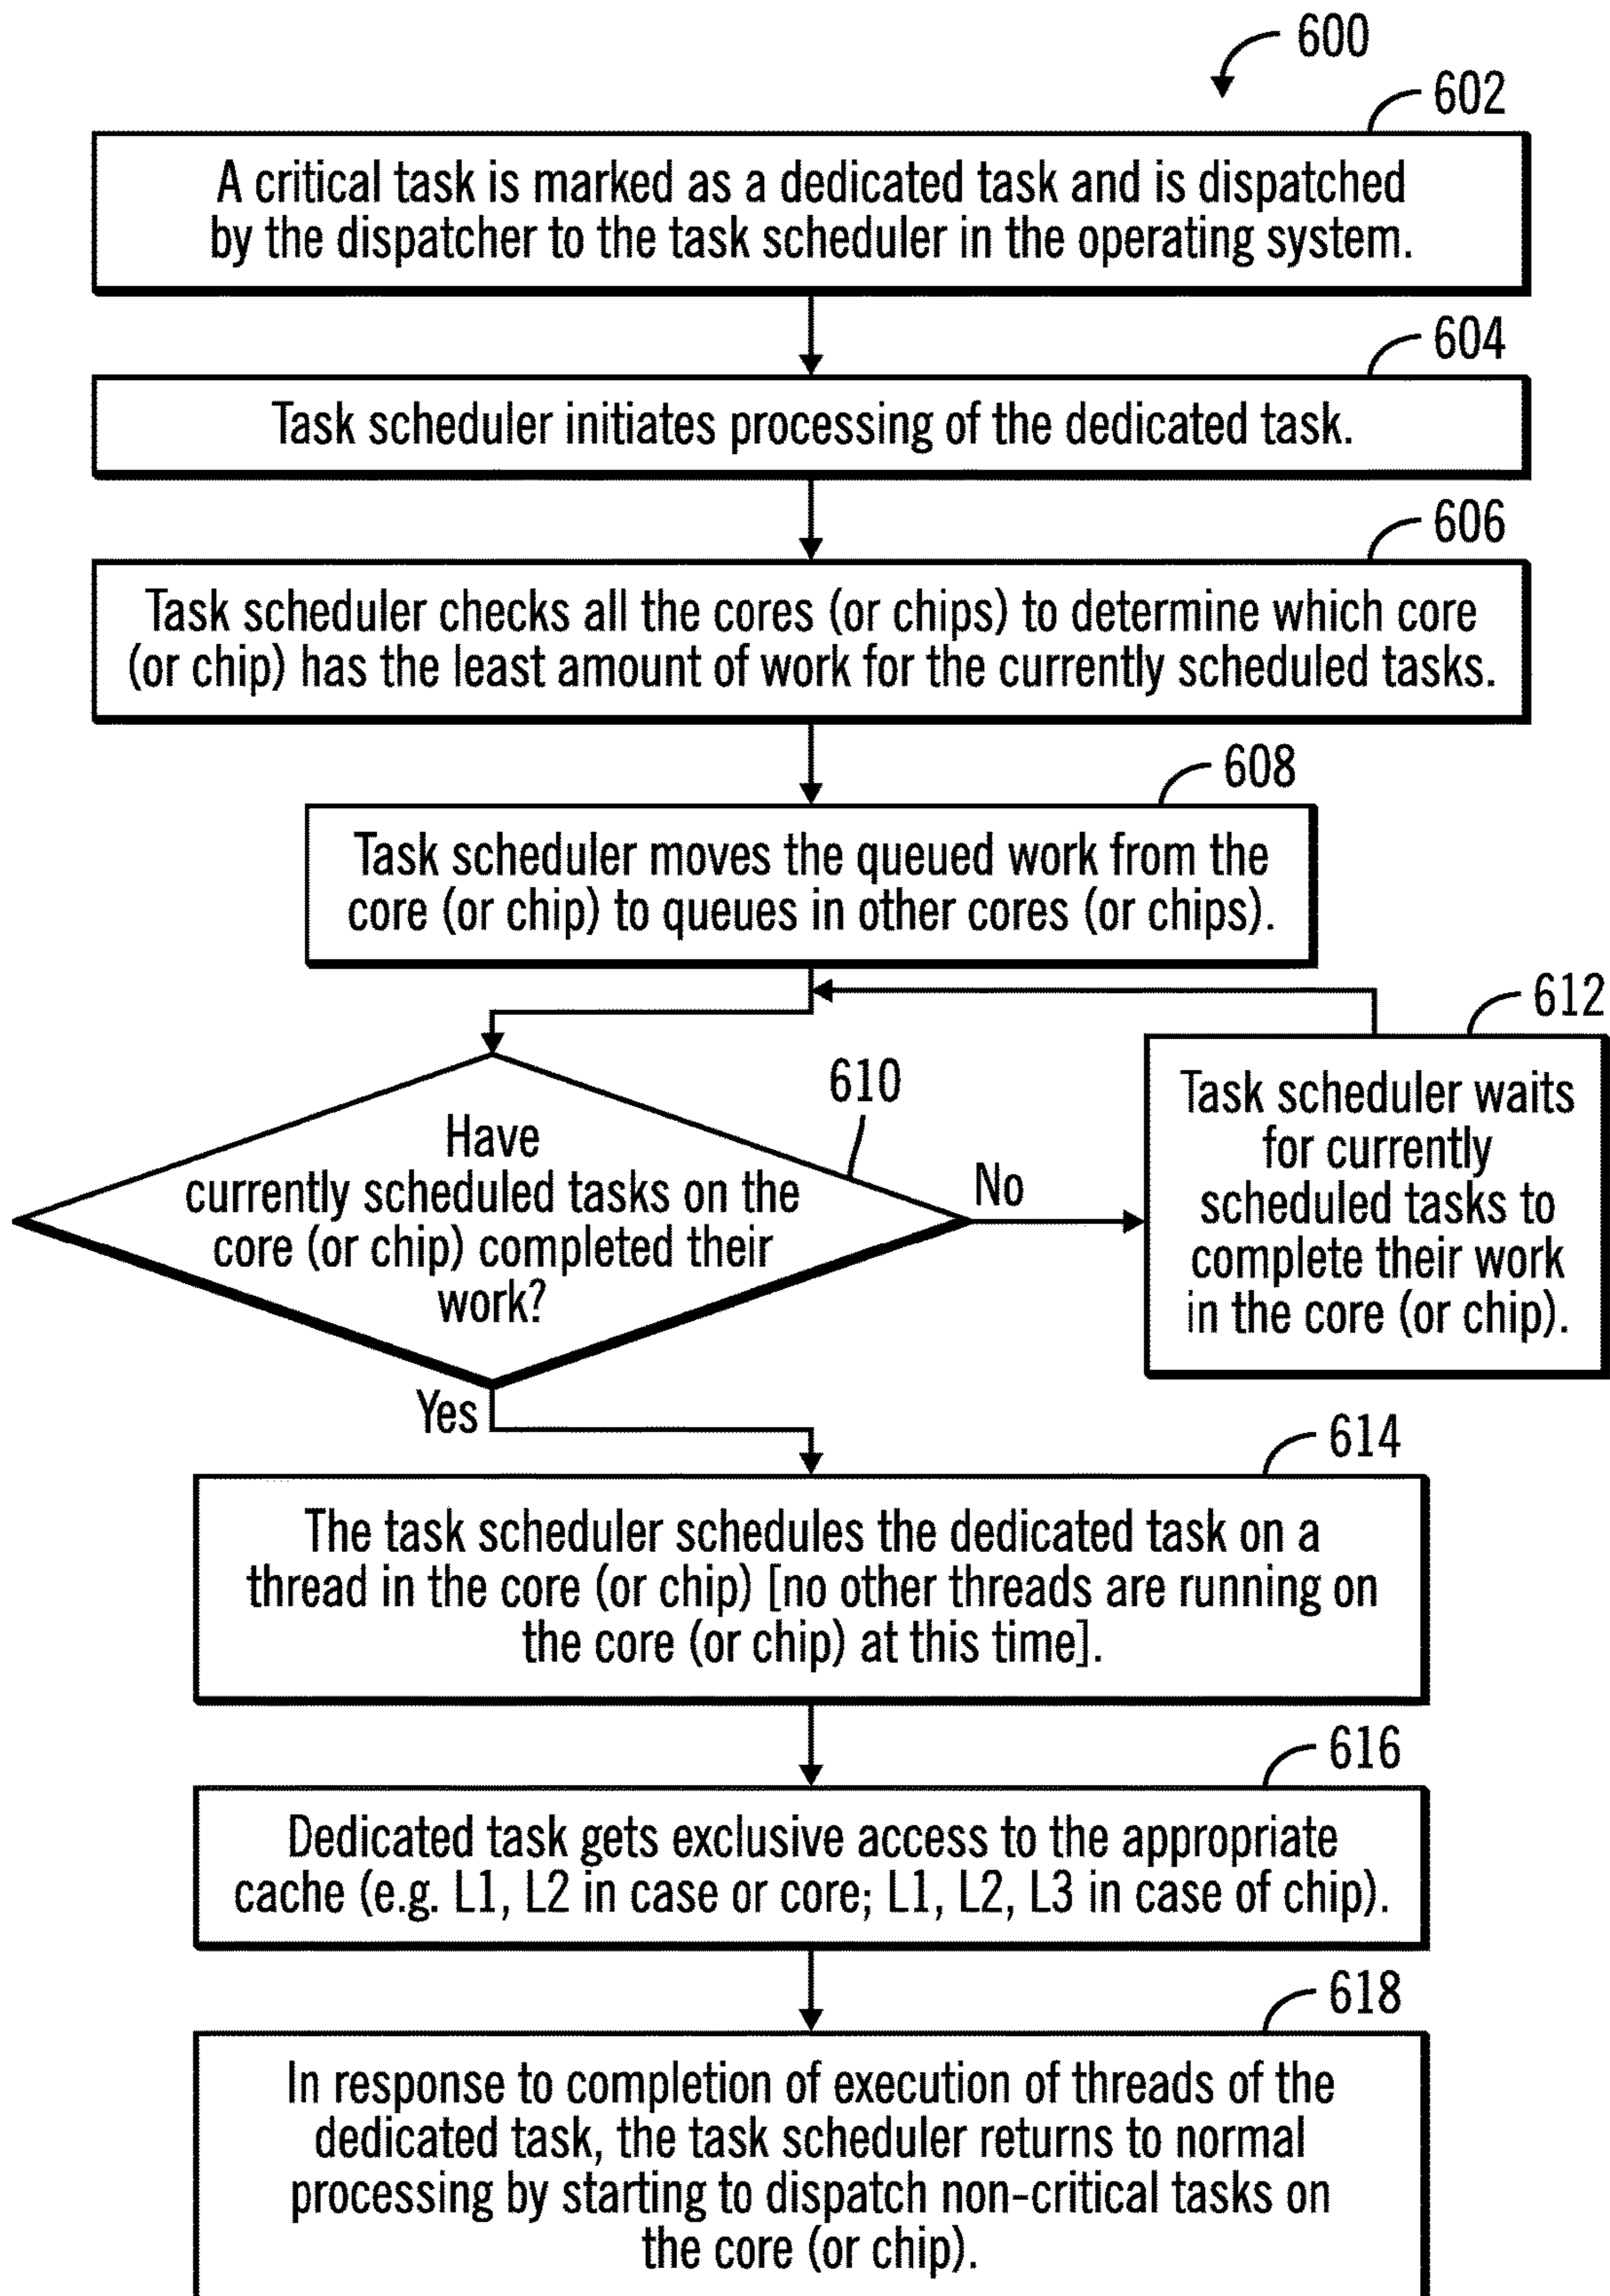 600
602
A critical task is marked as a dedicated task and is dispatched
by the dispatcher to the task scheduler in the operating system.
604
Task scheduler initiates processing of the dedicated task.
606
Task scheduler checks all the cores (or chips) to determine which core
(or chip) has the least amount of work for the currently scheduled tasks.
608
Task scheduler moves the queued work from the
core (or chip) to queues in other cores (or chips).
610
Have
currently scheduled tasks on the
core (or chip) completed their
work?
No
612
Task scheduler waits
for currently
scheduled tasks to
complete their work
in the core (or chip).
Yes
614
The task scheduler schedules the dedicated task on a
thread in the core (or chip) [no other threads are running on
the core (or chip) at this time].
616
Dedicated task gets exclusive access to the appropriate
cache (e.g. L1, L2 in case or core; L1, L2, L3 in case of chip).
618
In response to completion of execution of threads of the
dedicated task, the task scheduler returns to normal
processing by starting to dispatch non-critical tasks on
the core (or chip).